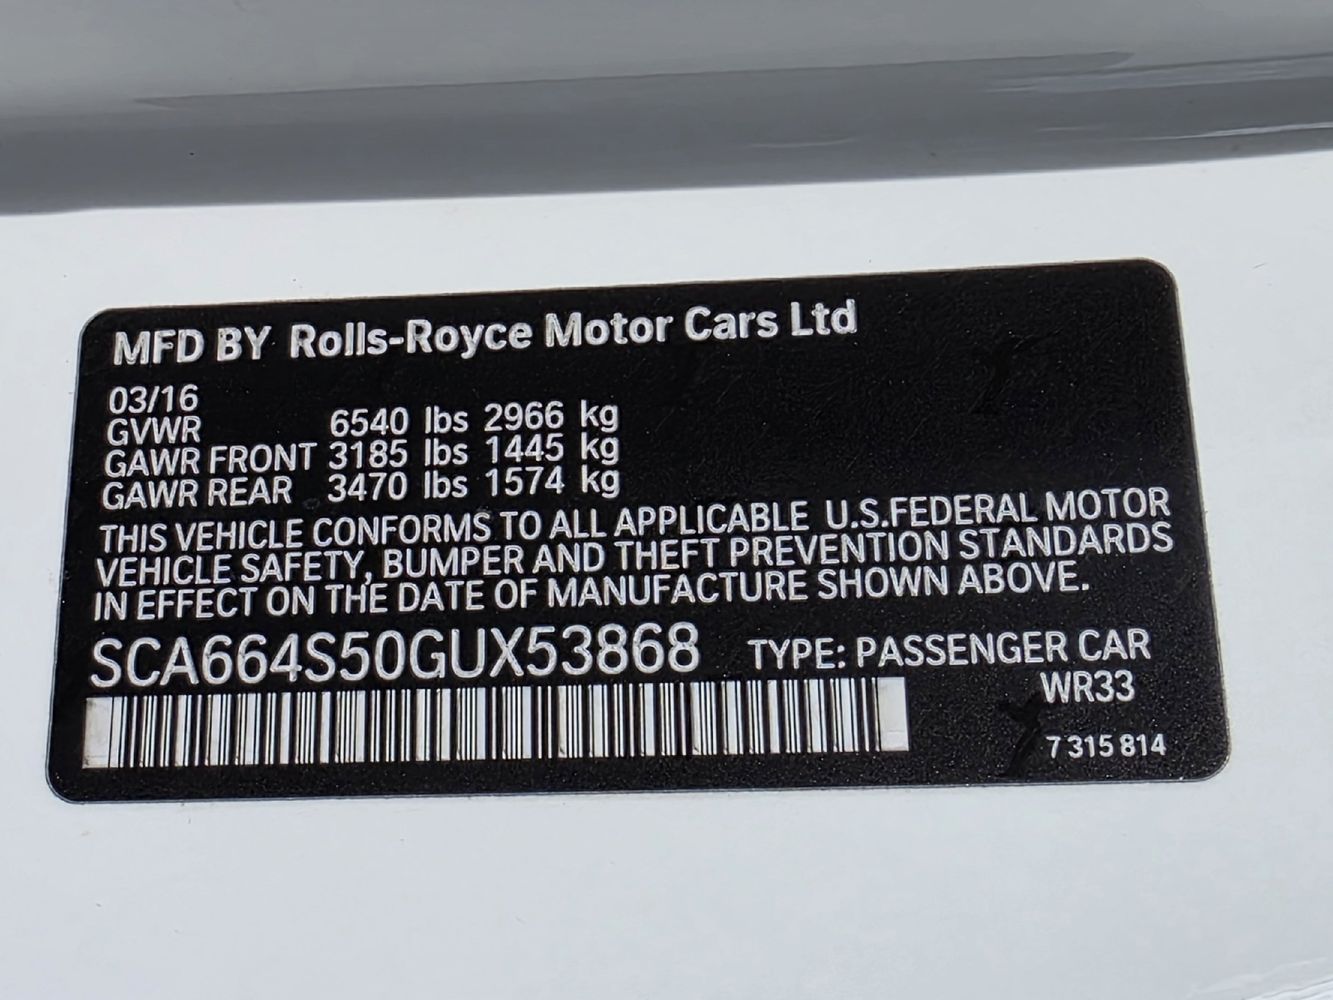 MFD BY Rolls-Royce Motor Cars Ltd
03/16
GVWR 6540 lbs 2966 kg
GAWR FRONT 3185 lbs 1445 kg
GAWR REAR 3470 lbs 1574 kg
THIS VEHICLE CONFORMS TO ALL APPLICABLE U.S.FEDERAL MOTOR
VEHICLE SAFETY, BUMPER AND THEFT PREVENTION STANDARDS
IN EFFECT ON THE DATE OF MANUFACTURE SHOWN ABOVE.
SCA664S50GUX53868 TYPE: PASSENGER CAR
WR33
7 315 814